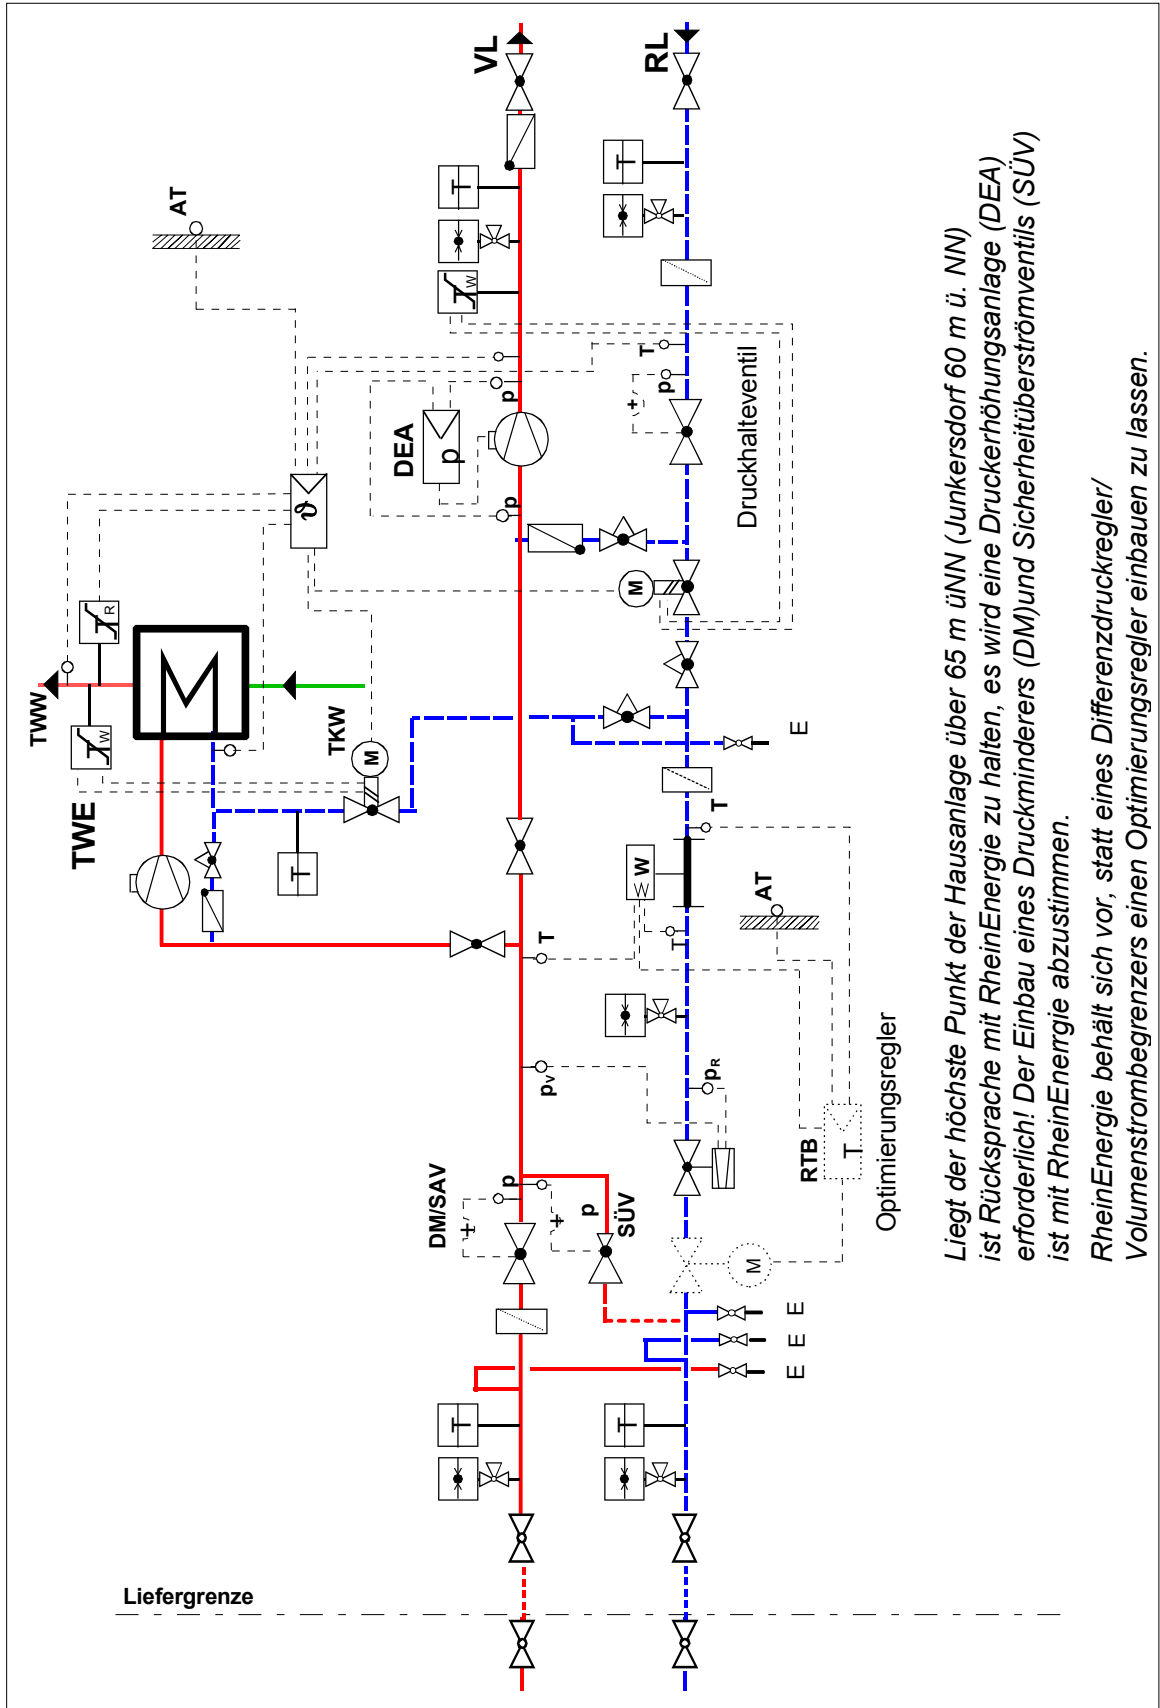 VL
RL
AT
T
T
W
T
p
p
DEA
p
p
+
Druckhalteventil
ϑ
M
R
TWW
W
TWE
TKW
M
T
E
T
W
T
T
AT
pV
pR
DM/SAV
p
+
+
p
SÜV
RTB
T
M
Optimierungsregler
E
E
E
T
T
Liefergrenze
Liegt der höchste Punkt der Hausanlage über 65 m üNN (Junkersdorf 60 m ü. NN)
ist Rücksprache mit RheinEnergie zu halten, es wird eine Druckerhöhungsanlage (DEA)
erforderlich! Der Einbau eines Druckminderers (DM)und Sicherheitüberströmventils (SÜV)
ist mit RheinEnergie abzustimmen.
RheinEnergie behält sich vor, statt eines Differenzdruckregler/
Volumenstrombegrenzers einen Optimierungsregler einbauen zu lassen.